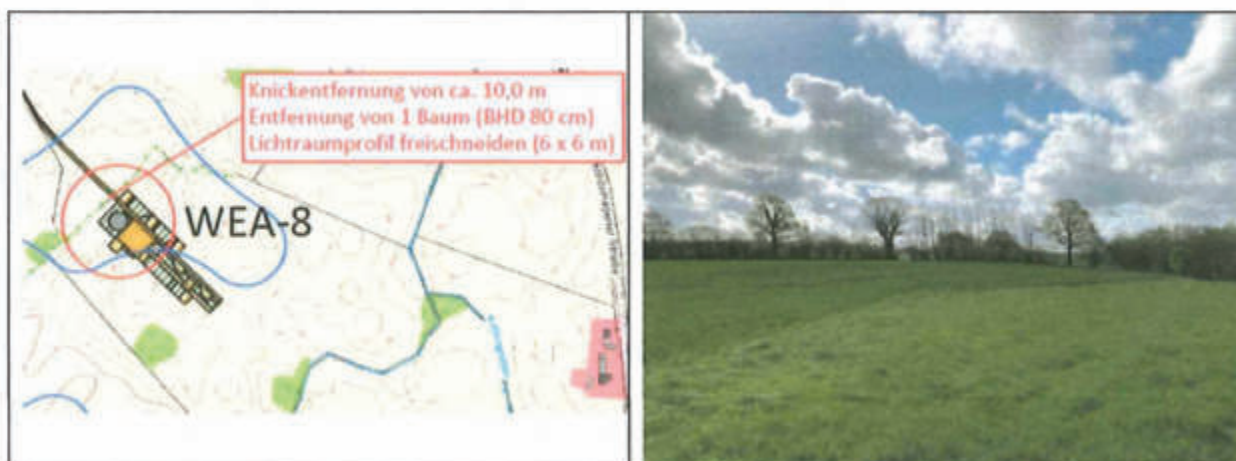 Knickentfernung von ca. 10,0 m
Entfernung von 1 Baum (BHD 80 cm)
Lichtraumprofil freischneiden (6 x 6 m)
WEA-8